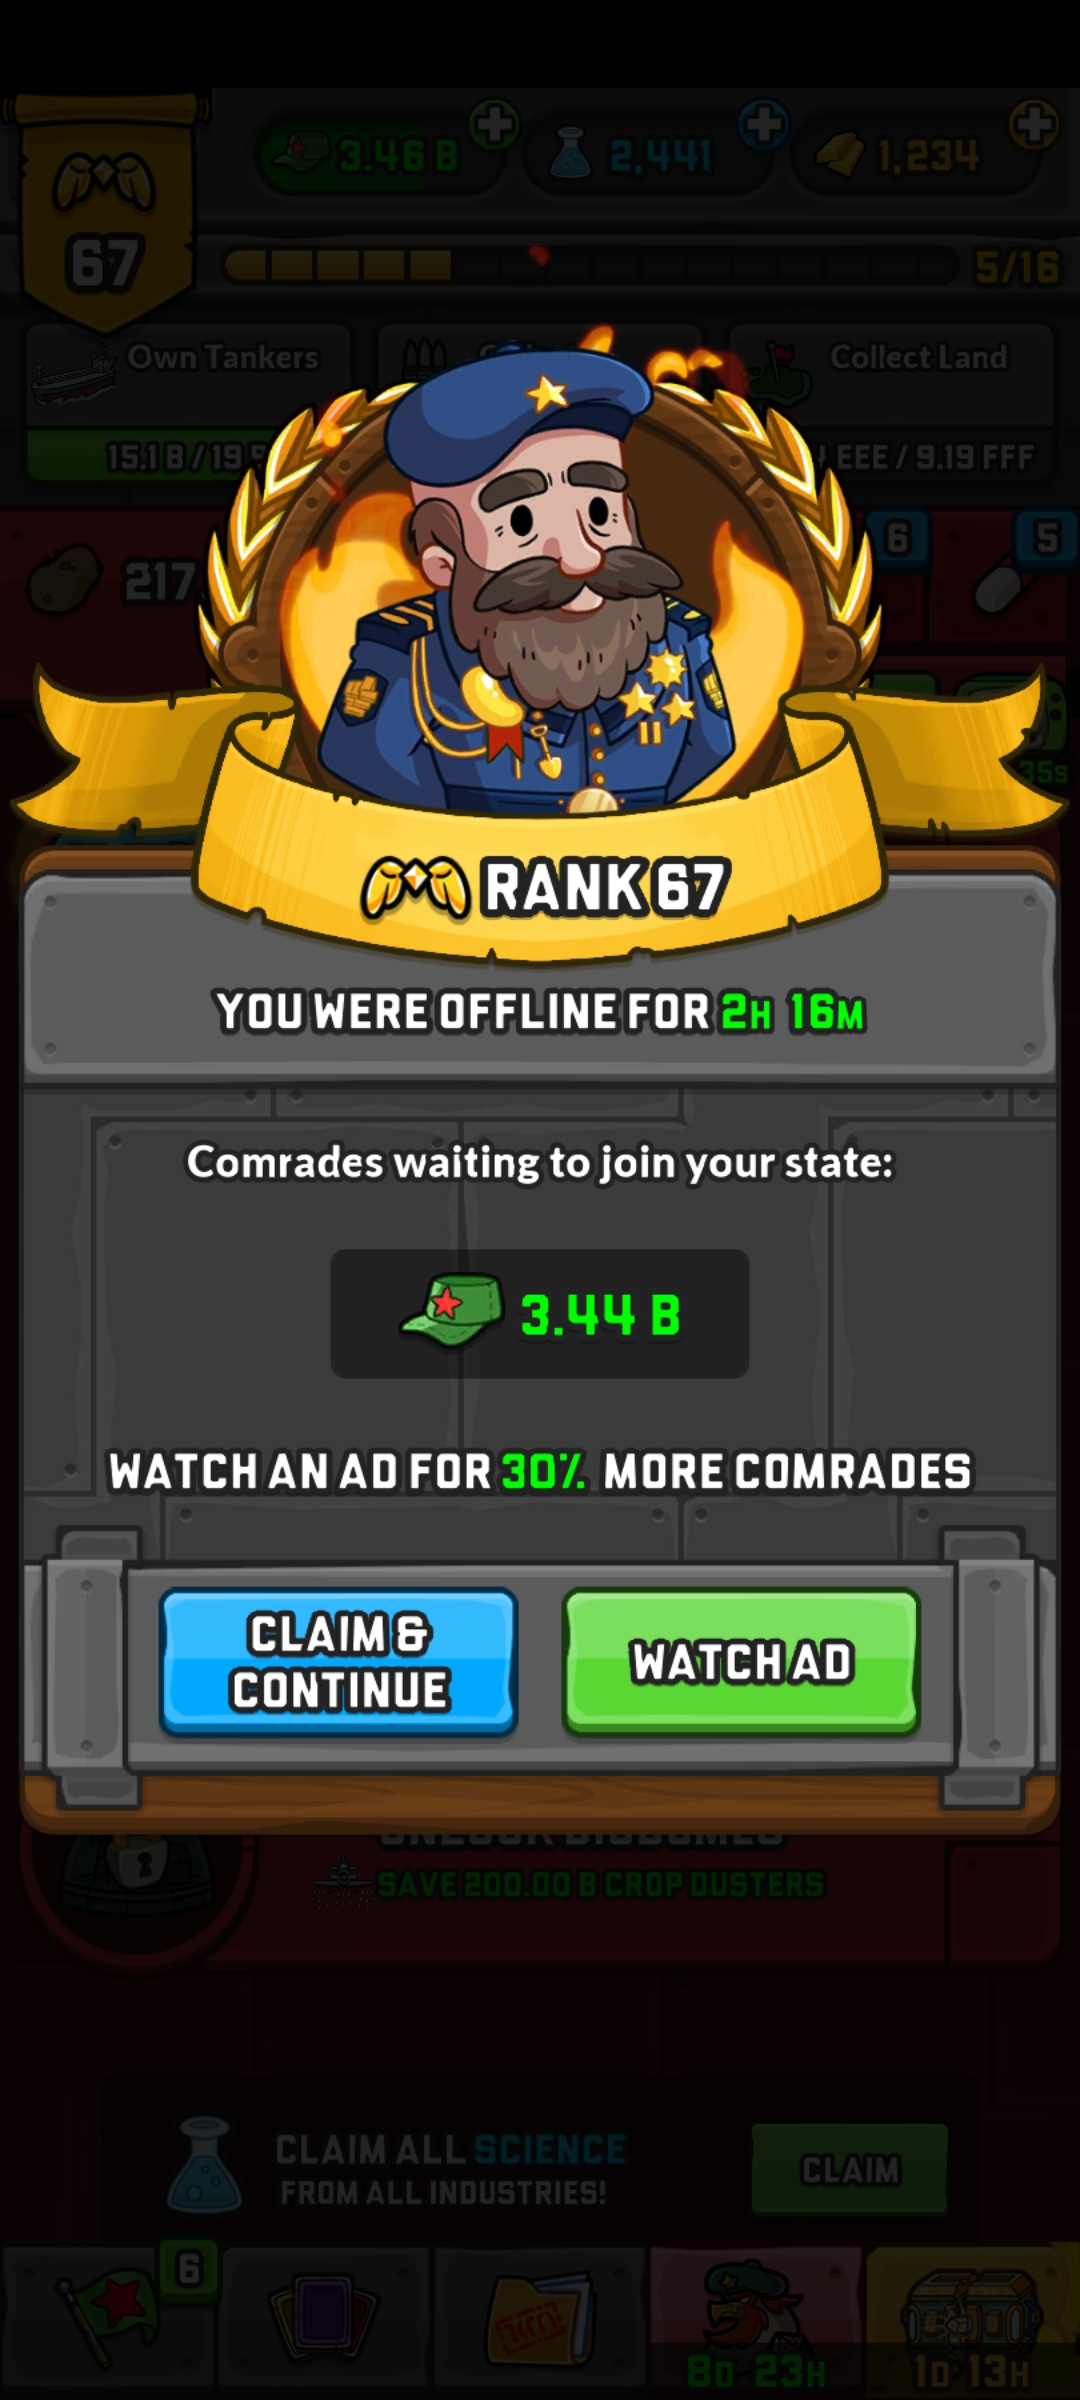 3.46 B
2,441
1,234
67
5/16
Own Tankers
Collect Land
15.1 B / 19
EEE / 9.19 FFF
217
6
5
35s
RANK 67
YOU WERE OFFLINE FOR 2H 16M
Comrades waiting to join your state:
3.44 B
WATCH AN AD FOR 30% MORE COMRADES
CLAIM &
CONTINUE
WATCH AD
UNLOCK BIODOMES
SAVE 200.00 B CROP DUSTERS
CLAIM ALL SCIENCE
FROM ALL INDUSTRIES!
CLAIM
6
8D 23H
1D 13H